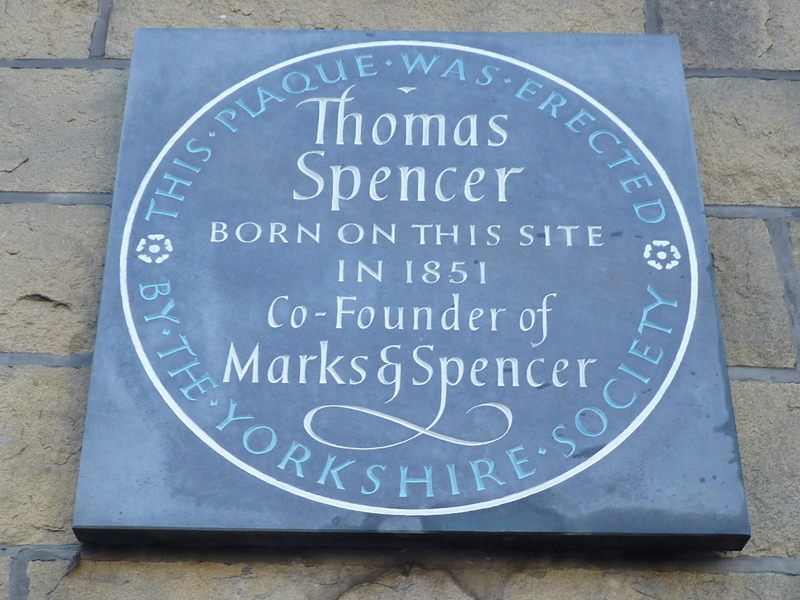 THIS·PLAQUE·WAS·ERECTED
Thomas
Spencer
BORN ON THIS SITE
IN 1851
Co-Founder of
Marks&Spencer
BY·THE·YORKSHIRE·SOCIETY